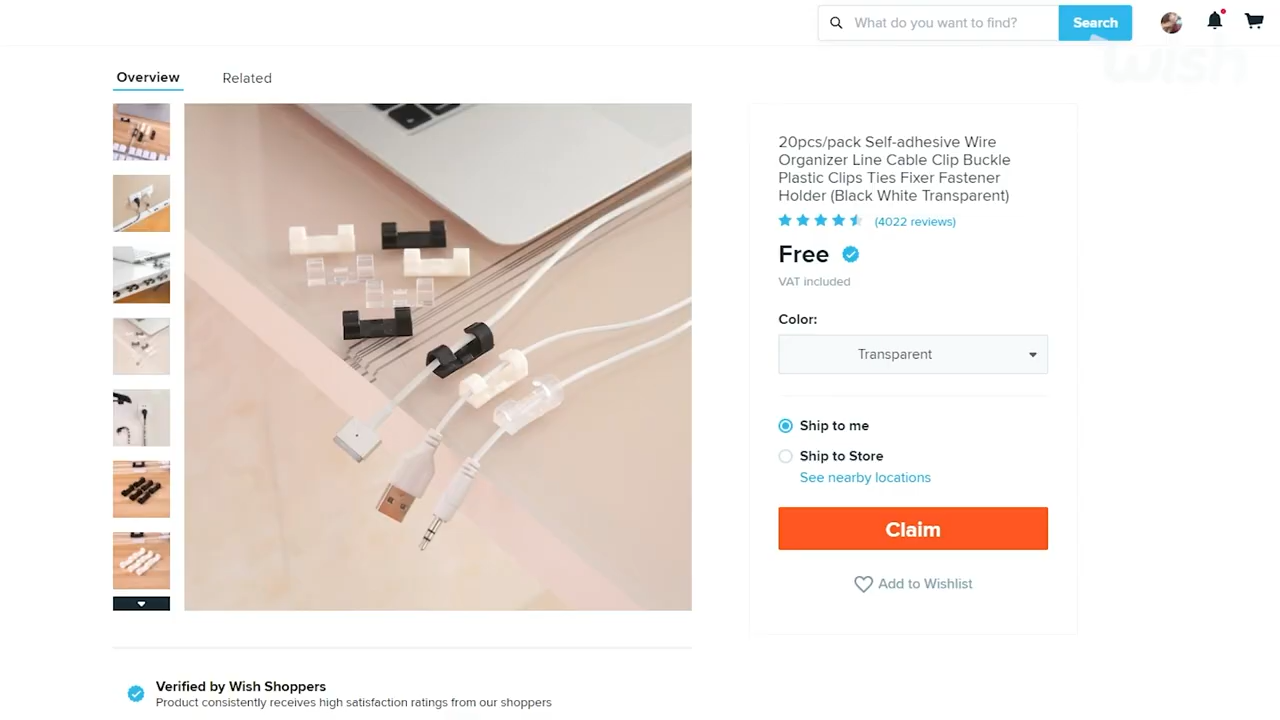 What do you want to find?
Search
wish
Overview
Related
20pcs/pack Self-adhesive Wire
Organizer Line Cable Clip Buckle
Plastic Clips Ties Fixer Fastener
Holder (Black White Transparent)
(4022 reviews)
Free
VAT included
Color:
Transparent
Ship to me
Ship to Store
See nearby locations
Claim
Add to Wishlist
Verified by Wish Shoppers
Product consistently receives high satisfaction ratings from our shoppers